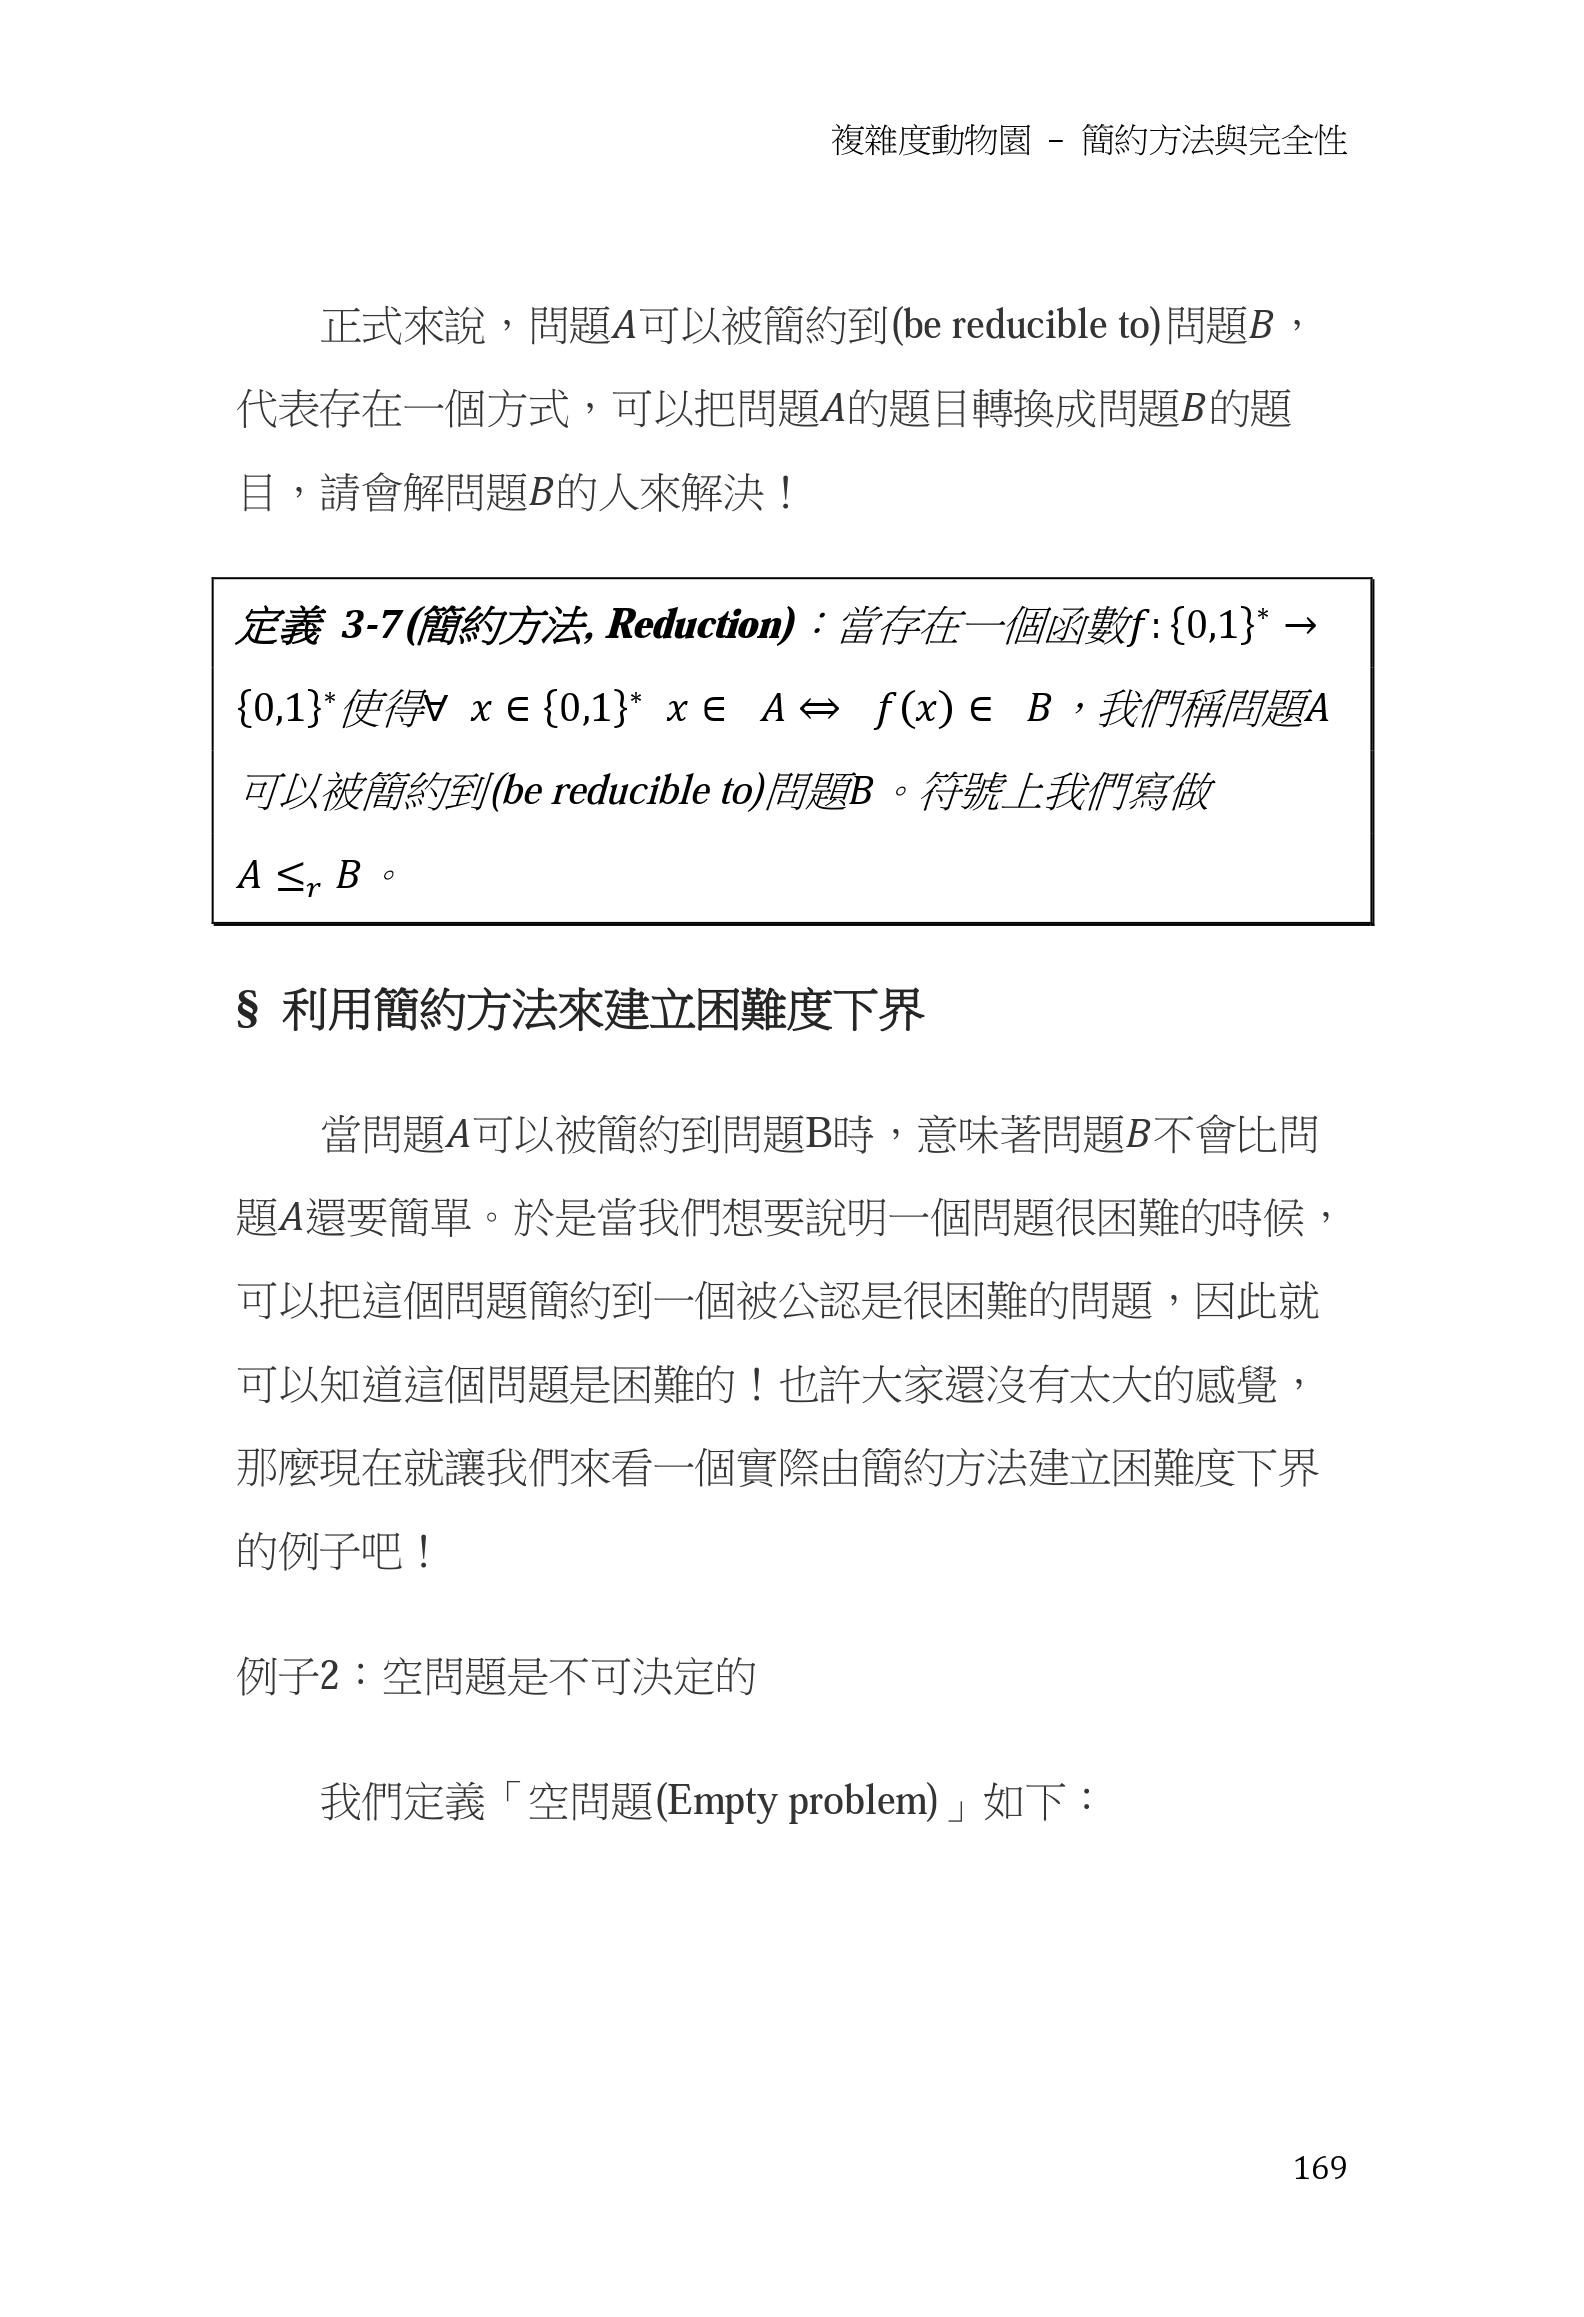 複雜度動物園 – 簡約方法與完全性
正式來說，問題A可以被簡約到(be reducible to)問題B，
代表存在一個方式，可以把問題A的題目轉換成問題B的題
目，請會解問題B的人來解決！
定義 3-7(簡約方法, Reduction)：當存在一個函數f: {0,1}* →
{0,1}*使得∀ x ∈ {0,1}* x ∈ A ⇔ f(x) ∈ B，我們稱問題A
可以被簡約到(be reducible to)問題B。符號上我們寫做
A ≤r B。
§ 利用簡約方法來建立困難度下界
當問題A可以被簡約到問題B時，意味著問題B不會比問
題A還要簡單。於是當我們想要說明一個問題很困難的時候，
可以把這個問題簡約到一個被公認是很困難的問題，因此就
可以知道這個問題是困難的！也許大家還沒有太大的感覺，
那麼現在就讓我們來看一個實際由簡約方法建立困難度下界
的例子吧！
例子2：空問題是不可決定的
我們定義「空問題(Empty problem)」如下：
169